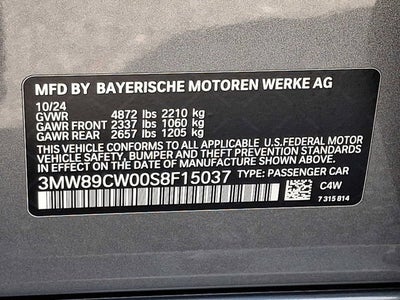 MFD BY BAYERISCHE MOTOREN WERKE AG
10/24
GVWR 4872 lbs 2210 kg
GAWR FRONT 2337 lbs 1060 kg
GAWR REAR 2657 lbs 1205 kg
THIS VEHICLE CONFORMS TO ALL APPLICABLE U.S.FEDERAL MOTOR
VEHICLE SAFETY, BUMPER, AND THEFT PREVENTION STANDARDS IN EFFECT ON THE
DATE OF MANUFACTURE SHOWN ABOVE.
3MW89CW00S8F15037 TYPE: PASSENGER CAR
C4W
7 315 814